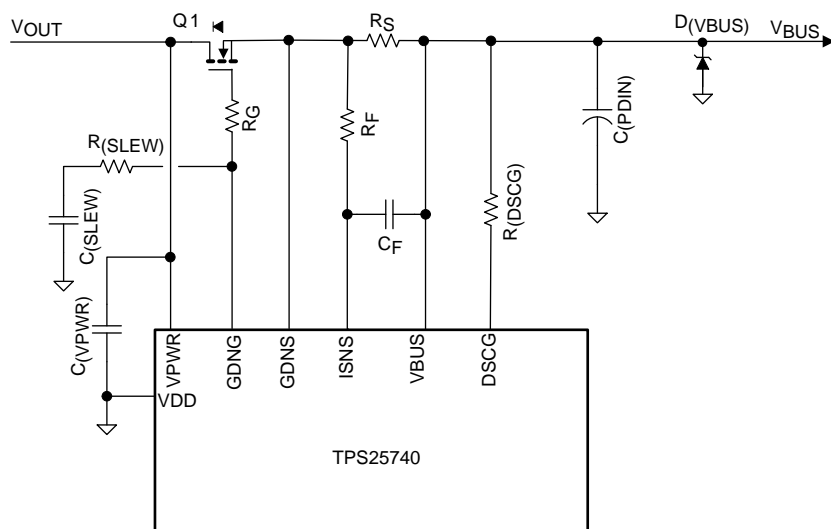 Q1
VOUT
RS
D(VBUS)
VBUS
RG
RF
C(PDIN)
R(SLEW)
C(SLEW)
CF
R(DSCG)
C(VPWR)
VPWR
GDNG
GDNS
ISNS
VBUS
DSCG
VDD
TPS25740